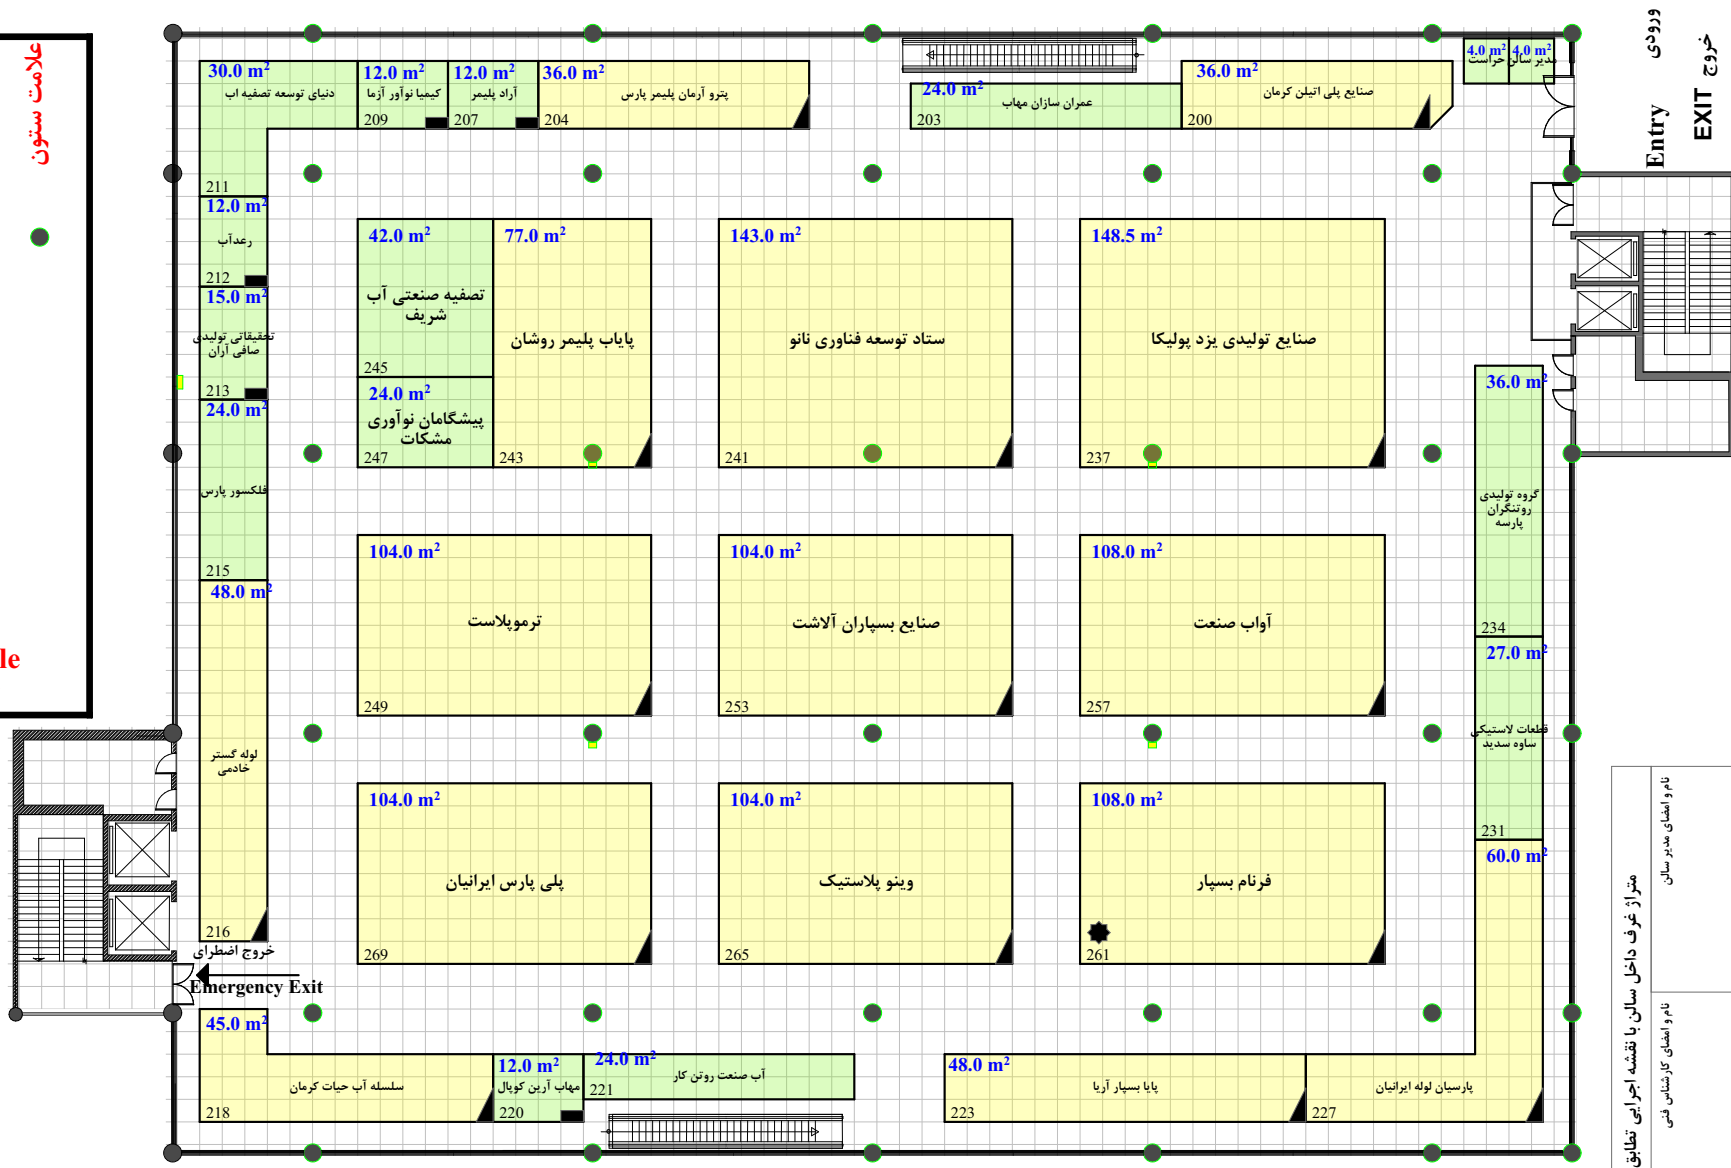 علامت ستون
le
30.0 m²
دنیای توسعه تصفیه اب
211
12.0 m²
کیمیا نوآور آزما
209
12.0 m²
آراد پلیمر
207
36.0 m²
پترو آرمان پلیمر پارس
204
24.0 m²
عمران سازان مهاب
203
36.0 m²
صنایع پلی اتیلن کرمان
200
4.0 m²
حراست
4.0 m²
مدیر سالن
ورودی
Entry
خروج
EXIT
12.0 m²
رعدآب
212
15.0 m²
تحقیقاتی تولیدی
صافی آران
213
24.0 m²
فلکسور پارس
215
48.0 m²
لوله گستر
خادمی
216
42.0 m²
تصفیه صنعتی آب
شریف
245
24.0 m²
پیشگامان نوآوری
مشکات
247
77.0 m²
پایاب پلیمر روشان
243
143.0 m²
ستاد توسعه فناوری نانو
241
148.5 m²
صنایع تولیدی یزد پولیکا
237
36.0 m²
گروه تولیدی
روتنگران
پارسه
234
104.0 m²
ترموپلاست
249
104.0 m²
صنایع بسپاران آلاشت
253
108.0 m²
آواب صنعت
257
27.0 m²
قطعات لاستیکی
ساوه سدید
231
104.0 m²
پلی پارس ایرانیان
269
104.0 m²
وینو پلاستیک
265
108.0 m²
فرنام بسپار
261
60.0 m²
پارسیان لوله ایرانیان
227
خروج اضطرای
Emergency Exit
45.0 m²
سلسله آب حیات کرمان
218
12.0 m²
مهاب آرین کوپال
220
24.0 m²
آب صنعت روتن کار
221
48.0 m²
پایا بسپار آریا
223
متراژ غرف داخل سالن با نقشه اجرایی تطابق
نام و امضای مدیر سالن
نام و امضای کارشناس فنی